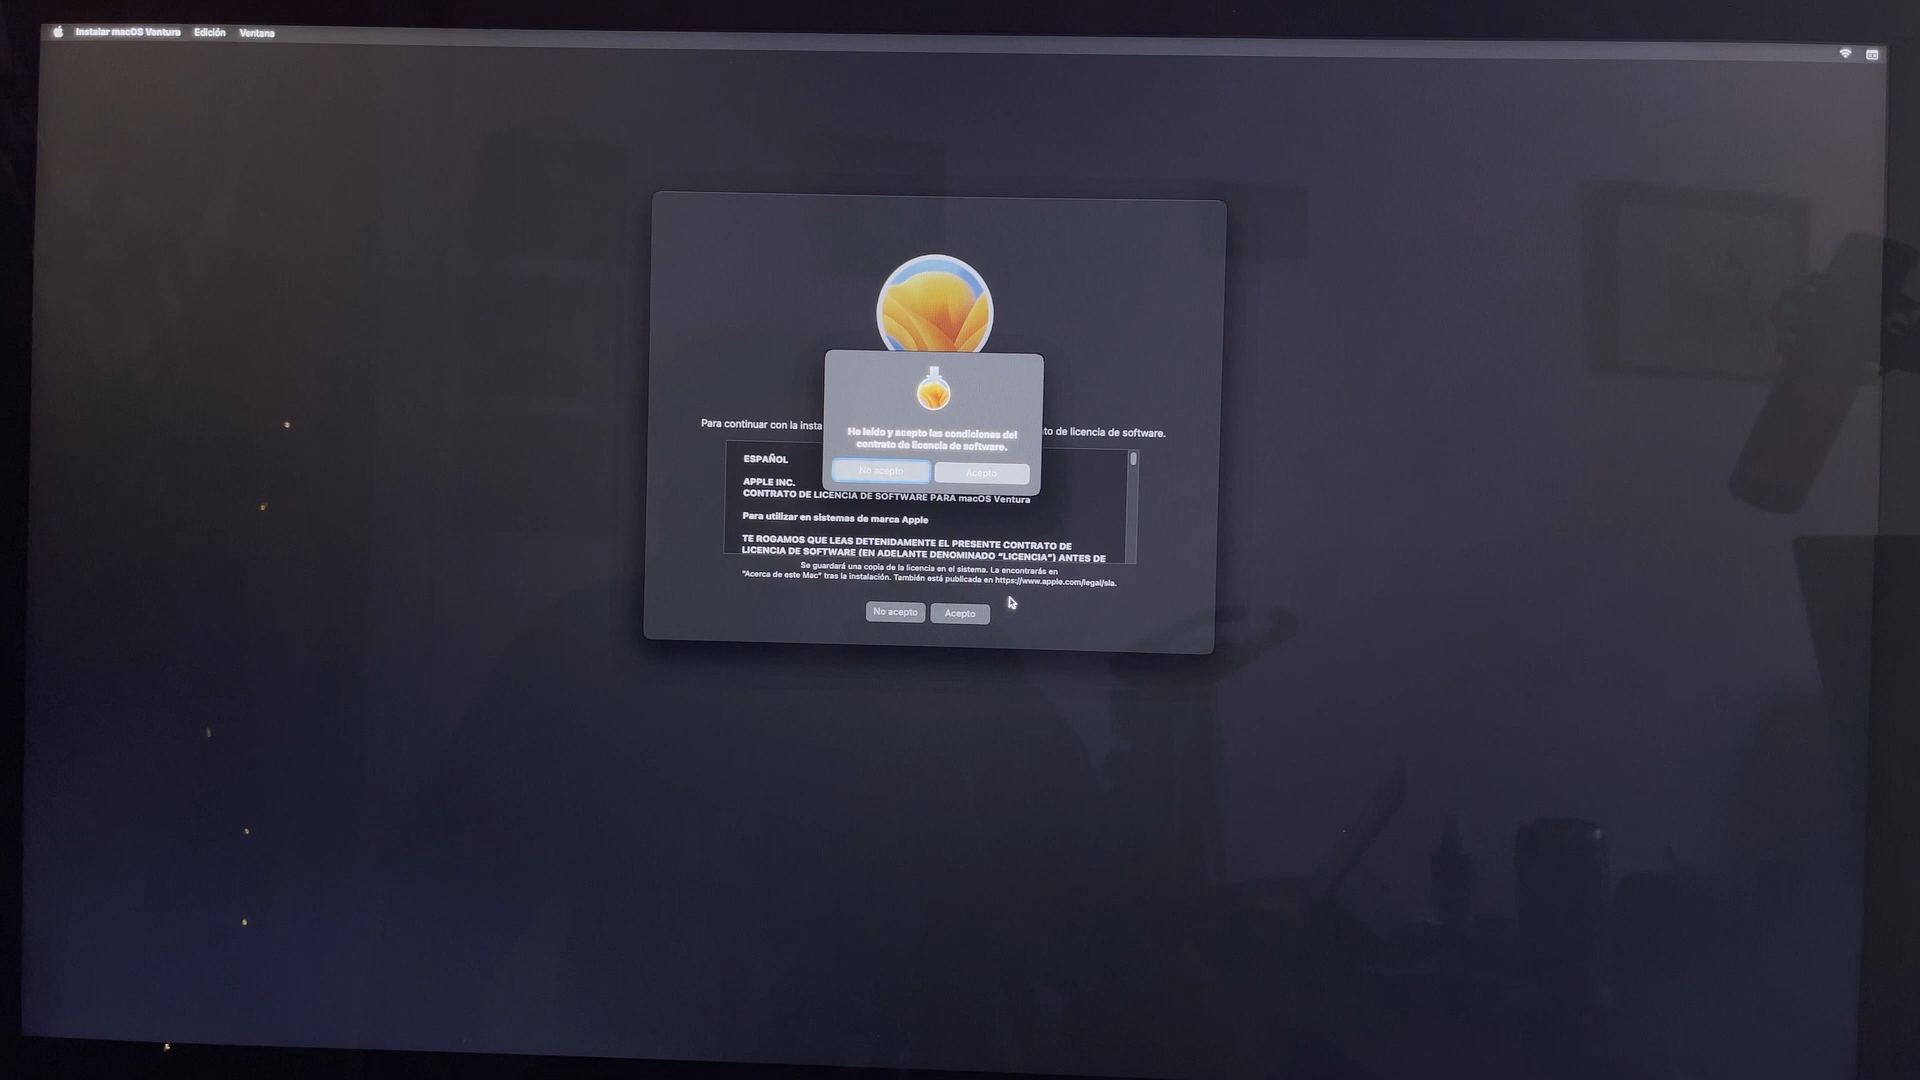 Instalar macOS Ventura Edición Ventana
Para continuar con la insta
to de licencia de software.
He leído y acepto las condiciones del
contrato de licencia de software.
No acepto Acepto
ESPAÑOL
APPLE INC.
CONTRATO DE LICENCIA DE SOFTWARE PARA macOS Ventura
Para utilizar en sistemas de marca Apple
TE ROGAMOS QUE LEAS DETENIDAMENTE EL PRESENTE CONTRATO DE
LICENCIA DE SOFTWARE (EN ADELANTE DENOMINADO “LICENCIA”) ANTES DE
Se guardará una copia de la licencia en el sistema. La encontrarás en
“Acerca de este Mac” tras la instalación. También está publicada en https://www.apple.com/legal/sla.
No acepto Acepto